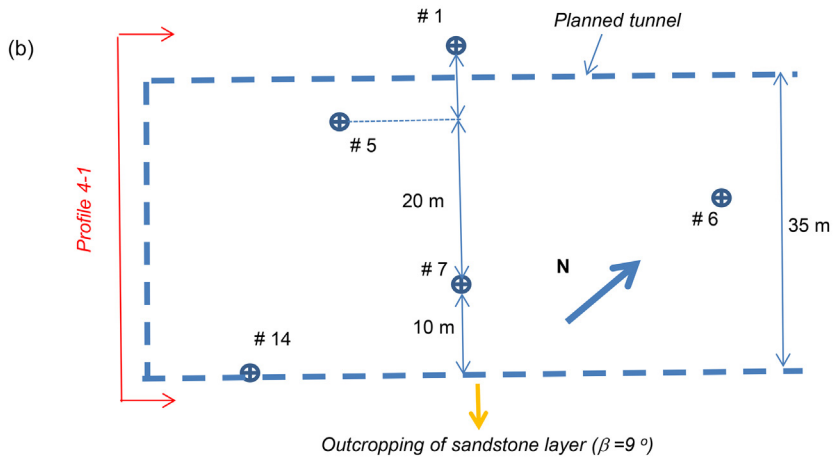 (b)
# 1
Planned tunnel
# 5
Profile 4-1
20 m
# 6
35 m
# 7
N
10 m
# 14
Outcropping of sandstone layer (β =9 º)